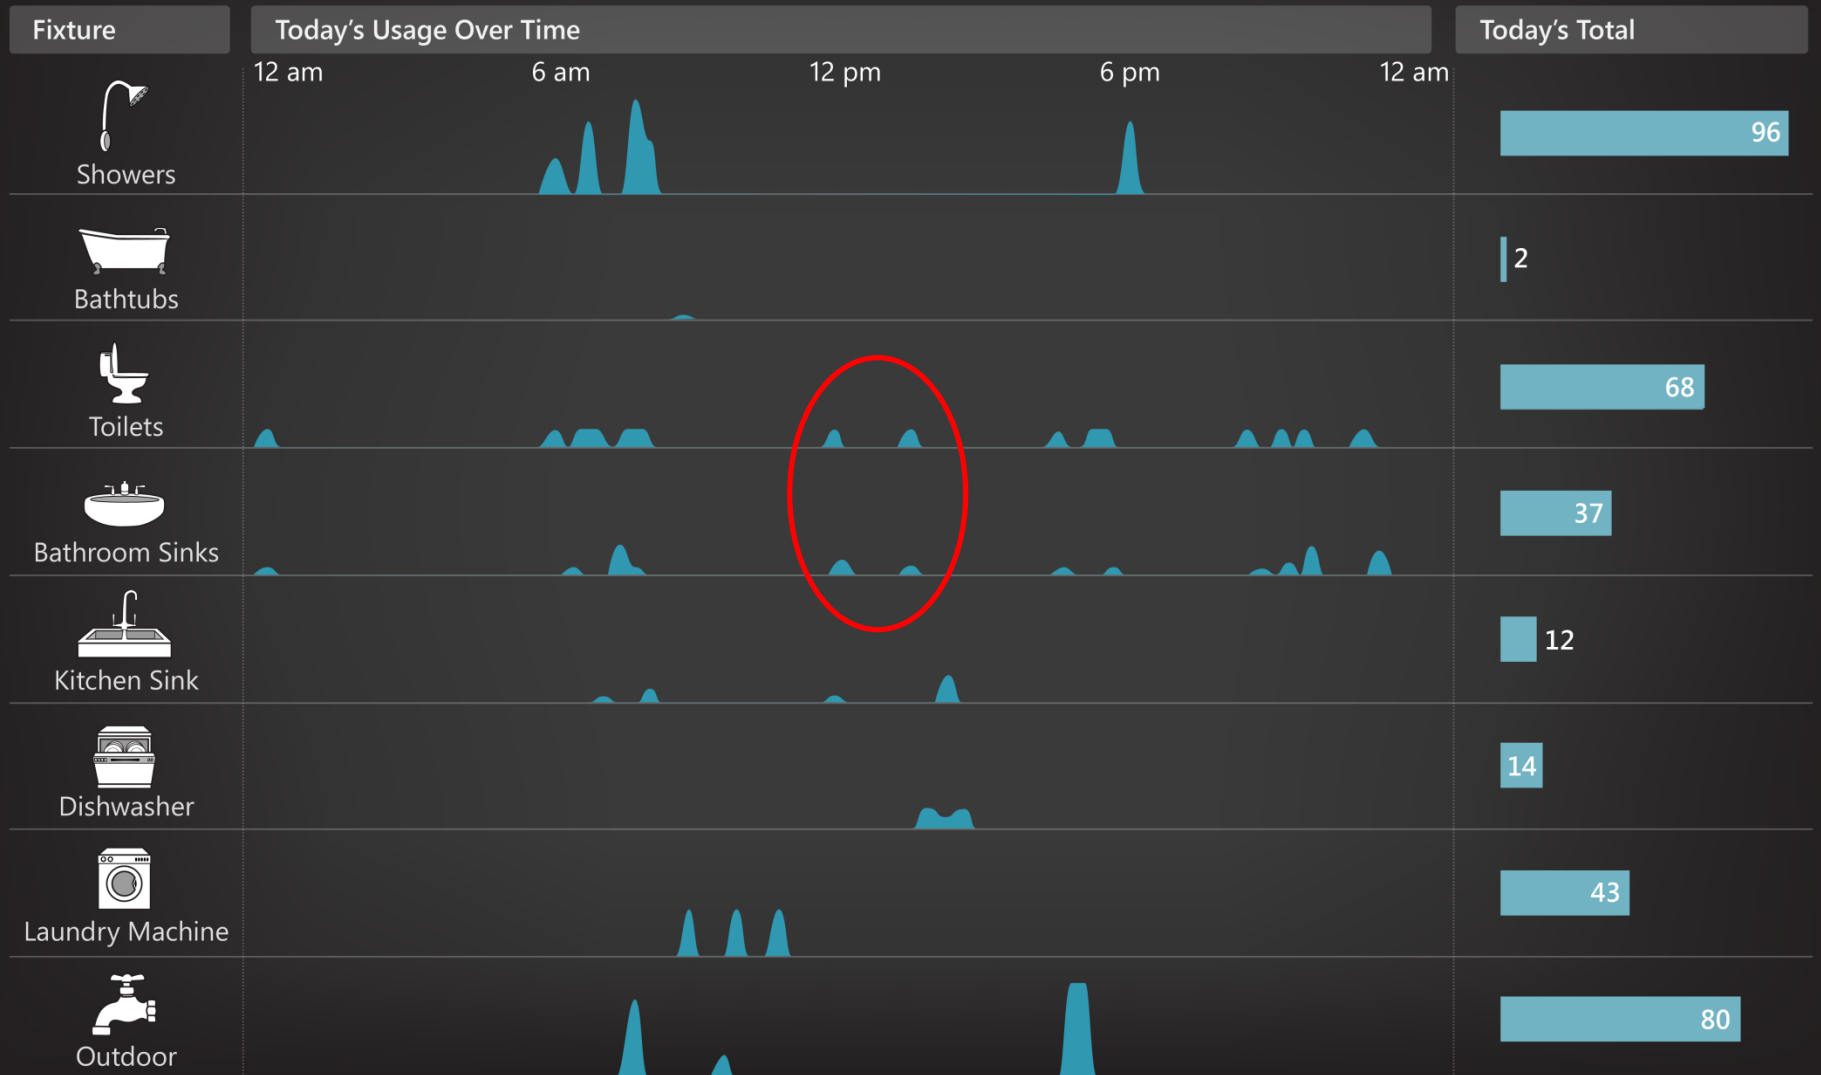 Fixture
Today's Usage Over Time
Today's Total
12 am
6 am
12 pm
6 pm
12 am
Showers
96
Bathtubs
2
Toilets
68
Bathroom Sinks
37
Kitchen Sink
12
Dishwasher
14
Laundry Machine
43
Outdoor
80